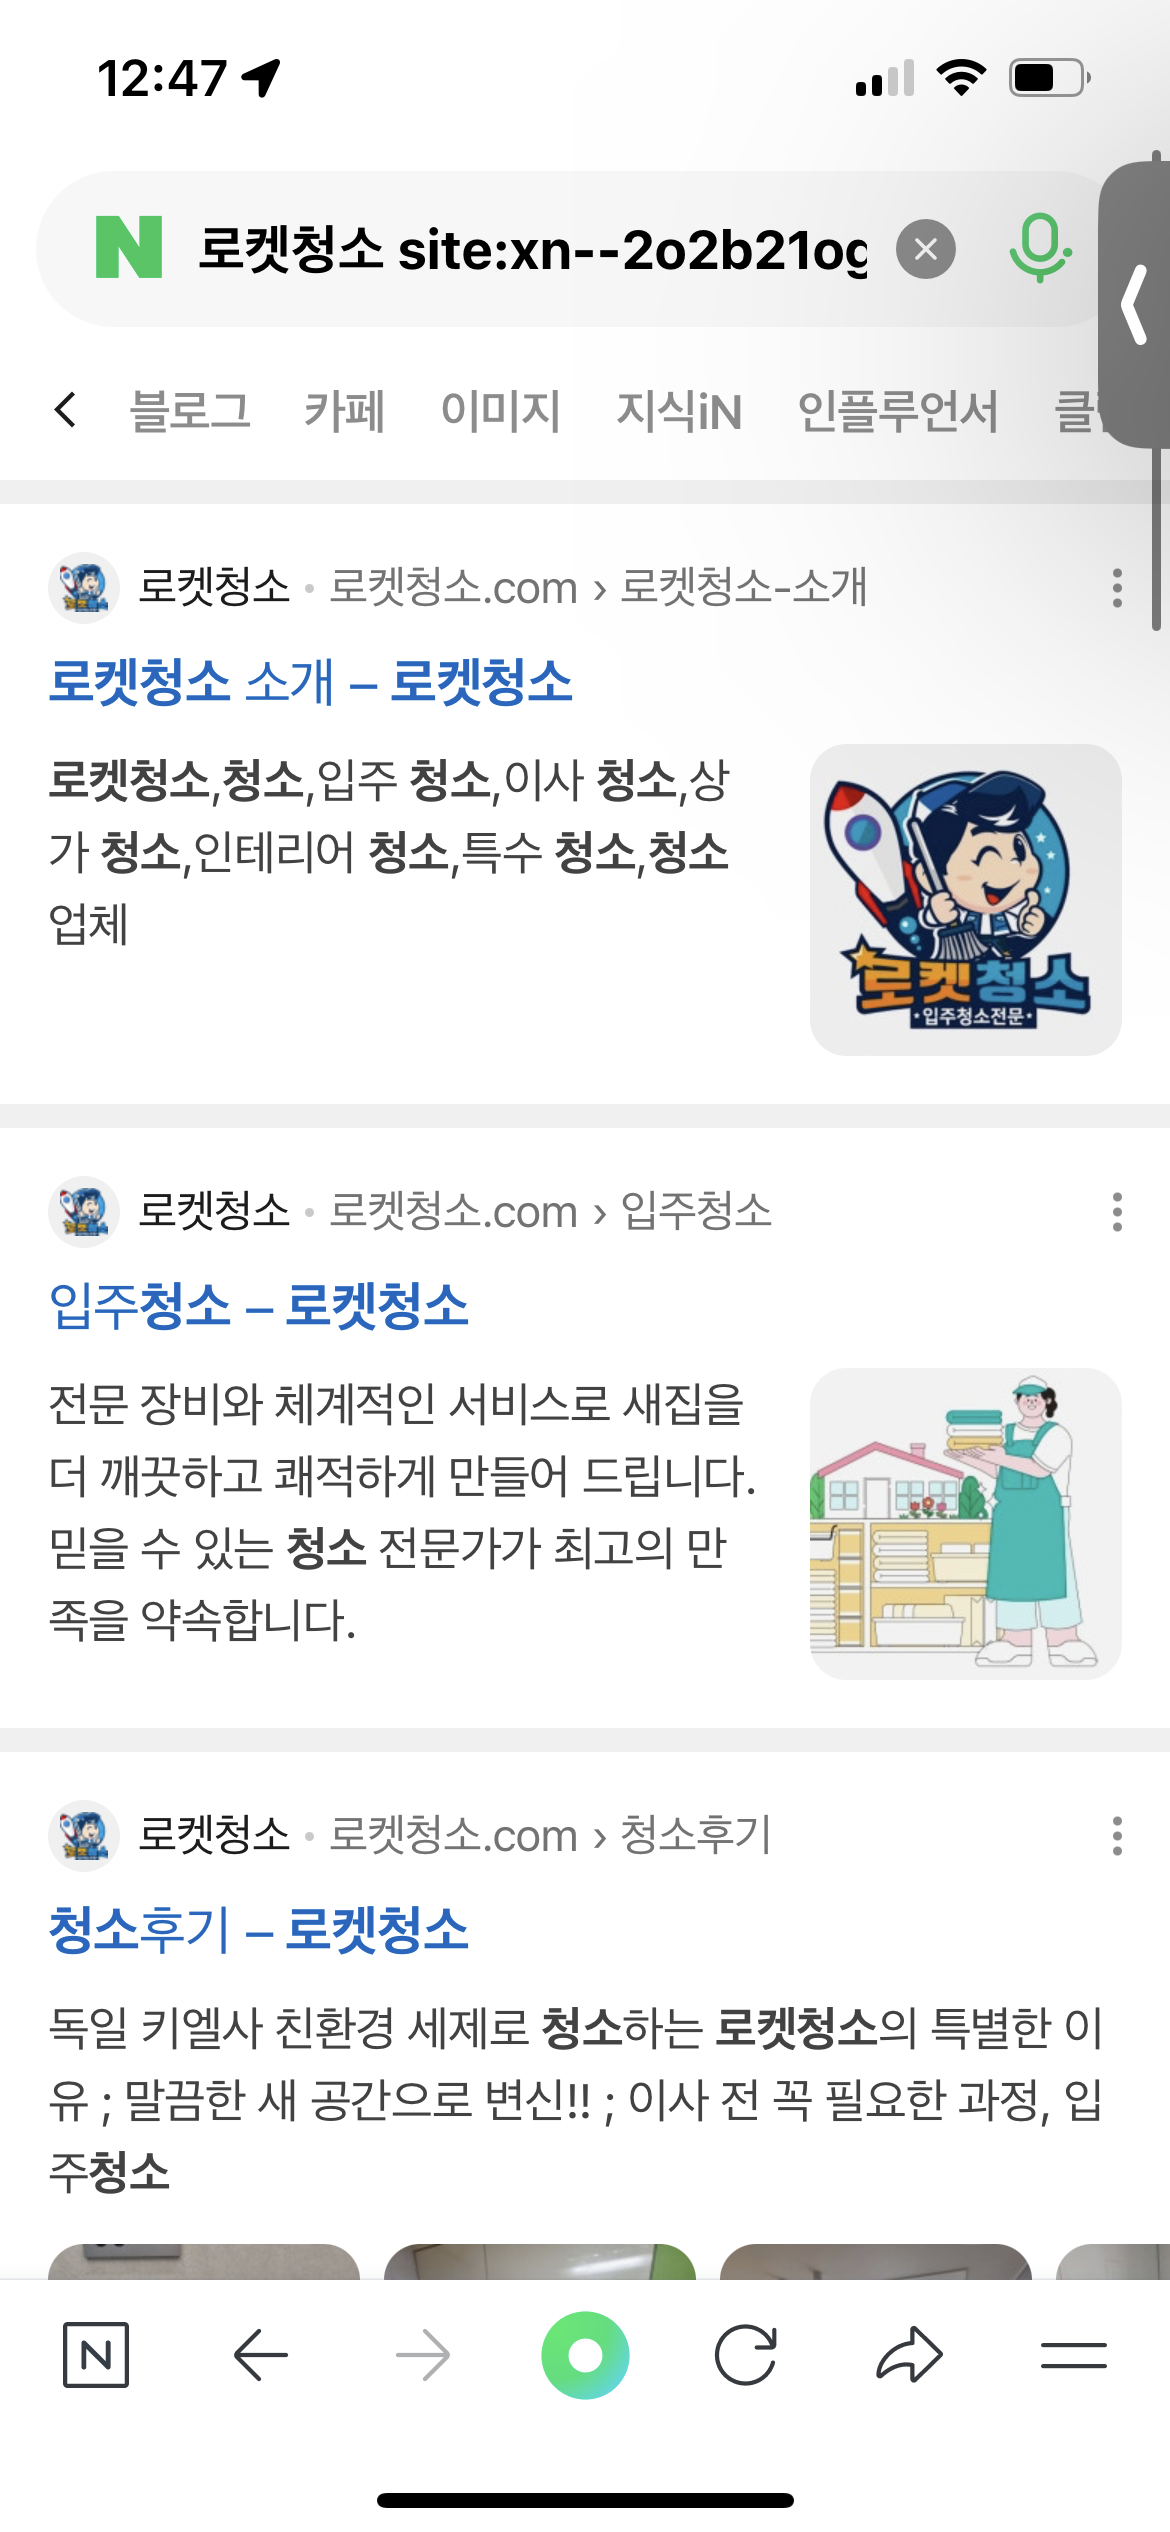 12:47
로켓청소 site:xn--2o2b21og
블로그 카페 이미지 지식iN 인플루언서
로켓청소 · 로켓청소.com › 로켓청소-소개
로켓청소 소개 – 로켓청소
로켓청소,청소,입주 청소,이사 청소,상
가 청소,인테리어 청소,특수 청소,청소
업체
로켓청소
·입주청소전문·
로켓청소 · 로켓청소.com › 입주청소
입주청소 – 로켓청소
전문 장비와 체계적인 서비스로 새집을
더 깨끗하고 쾌적하게 만들어 드립니다.
믿을 수 있는 청소 전문가가 최고의 만
족을 약속합니다.
로켓청소 · 로켓청소.com › 청소후기
청소후기 – 로켓청소
독일 키엘사 친환경 세제로 청소하는 로켓청소의 특별한 이
유 ; 말끔한 새 공간으로 변신!! ; 이사 전 꼭 필요한 과정, 입
주청소